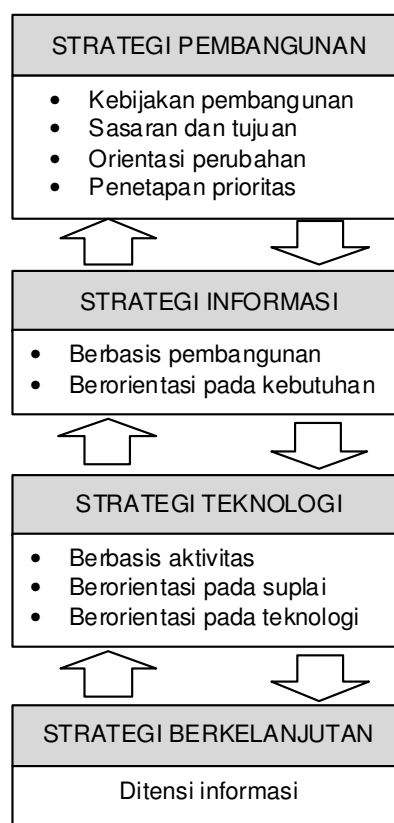 STRATEGI PEMBANGUNAN
• Kebijakan pembangunan
• Sasaran dan tujuan
• Orientasi perubahan
• Penetapan prioritas
STRATEGI INFORMASI
• Berbasis pembangunan
• Berorientasi pada kebutuhan
STRATEGI TEKNOLOGI
• Berbasis aktivitas
• Berorientasi pada suplai
• Berorientasi pada teknologi
STRATEGI BERKELANJUTAN
Ditensi informasi